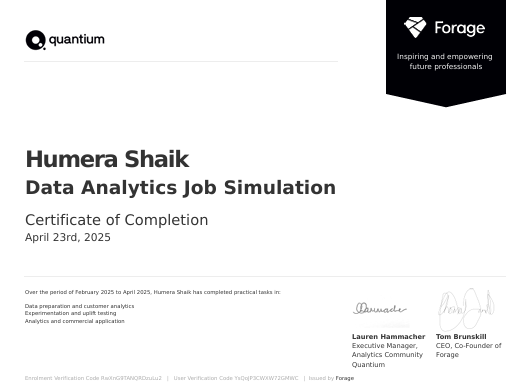 quantium
Forage
Inspiring and empowering
future professionals
Humera Shaik
Data Analytics Job Simulation
Certificate of Completion
April 23rd, 2025
Over the period of February 2025 to April 2025, Humera Shaik has completed practical tasks in:
Data preparation and customer analytics
Experimentation and uplift testing
Analytics and commercial application
Lauren Hammacher
Executive Manager,
Analytics Community
Quantium
Tom Brunskill
CEO, Co-Founder of
Forage
Enrolment Verification Code | User Verification Code | Issued by Forage